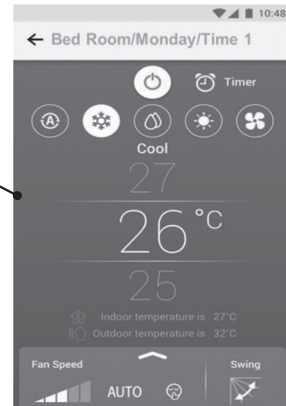 10:48
Bed Room/Monday/Time 1
Timer
A
Cool
27
26°C
25
Indoor temperature is 27°C
Outdoor temperature is 32°C
Fan Speed
Swing
AUTO